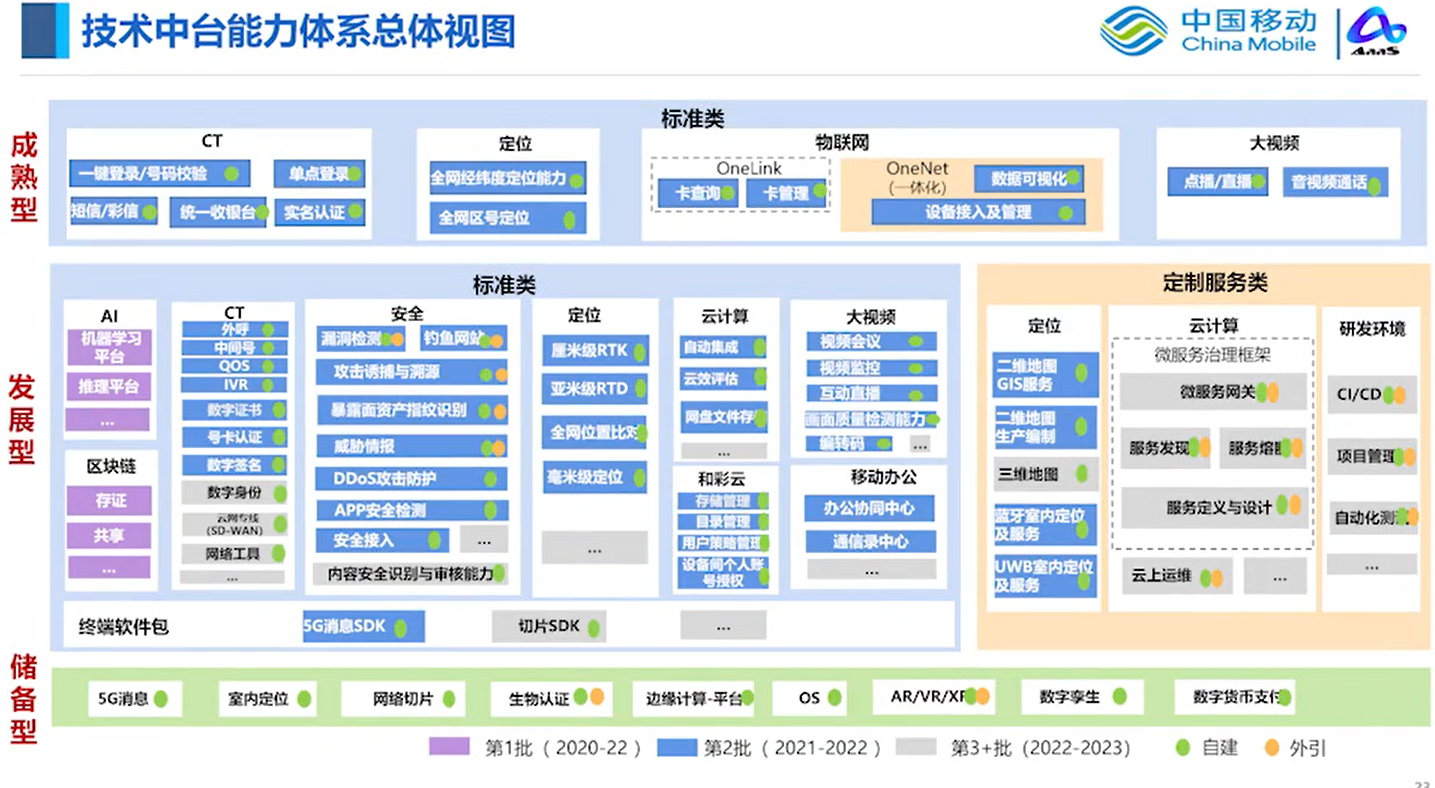 技术中台能力体系总体视图
中国移动
China Mobile
AaaS
成熟型
标准类
CT
一键登录/号码校验
单点登录
短信/彩信
统一收银台
实名认证
定位
全网经纬度定位能力
全网区号定位
物联网
OneLink
卡查询
卡管理
OneNet
(一体化)
数据可视化
设备接入及管理
大视频
点播/直播
音视频通话
发展型
标准类
AI
机器学习
平台
推理平台
...
区块链
存证
共享
...
CT
外呼
中间号
QOS
IVR
数字证书
号卡认证
数字签名
数字身份
云网专线
(SD-WAN)
网络工具
...
安全
漏洞检测
钓鱼网站
攻击诱捕与溯源
暴露面资产指纹识别
威胁情报
DDoS攻击防护
APP安全检测
安全接入
...
内容安全识别与审核能力
定位
厘米级RTK
亚米级RTD
全网位置比对
毫米级定位
...
云计算
自动集成
云效评估
网盘文件存
...
和彩云
存储管理
目录管理
用户策略管理
设备间个人账
号授权
大视频
视频会议
视频监控
互动直播
画面质量检测能力
编转码
...
移动办公
办公协同中心
通信录中心
...
终端软件包
5G消息SDK
切片SDK
...
定制服务类
定位
二维地图
GIS服务
二维地图
生产编制
三维地图
蓝牙室内定位
及服务
UWB室内定位
及服务
云计算
微服务治理框架
微服务网关
服务发现
服务熔断
服务定义与设计
云上运维
...
研发环境
CI/CD
项目管理
自动化测
...
储备型
5G消息
室内定位
网络切片
生物认证
边缘计算-平台
OS
AR/VR/XR
数字孪生
数字货币支付
第1批（2020-22）
第2批（2021-2022）
第3+批（2022-2023）
自建
外引
23